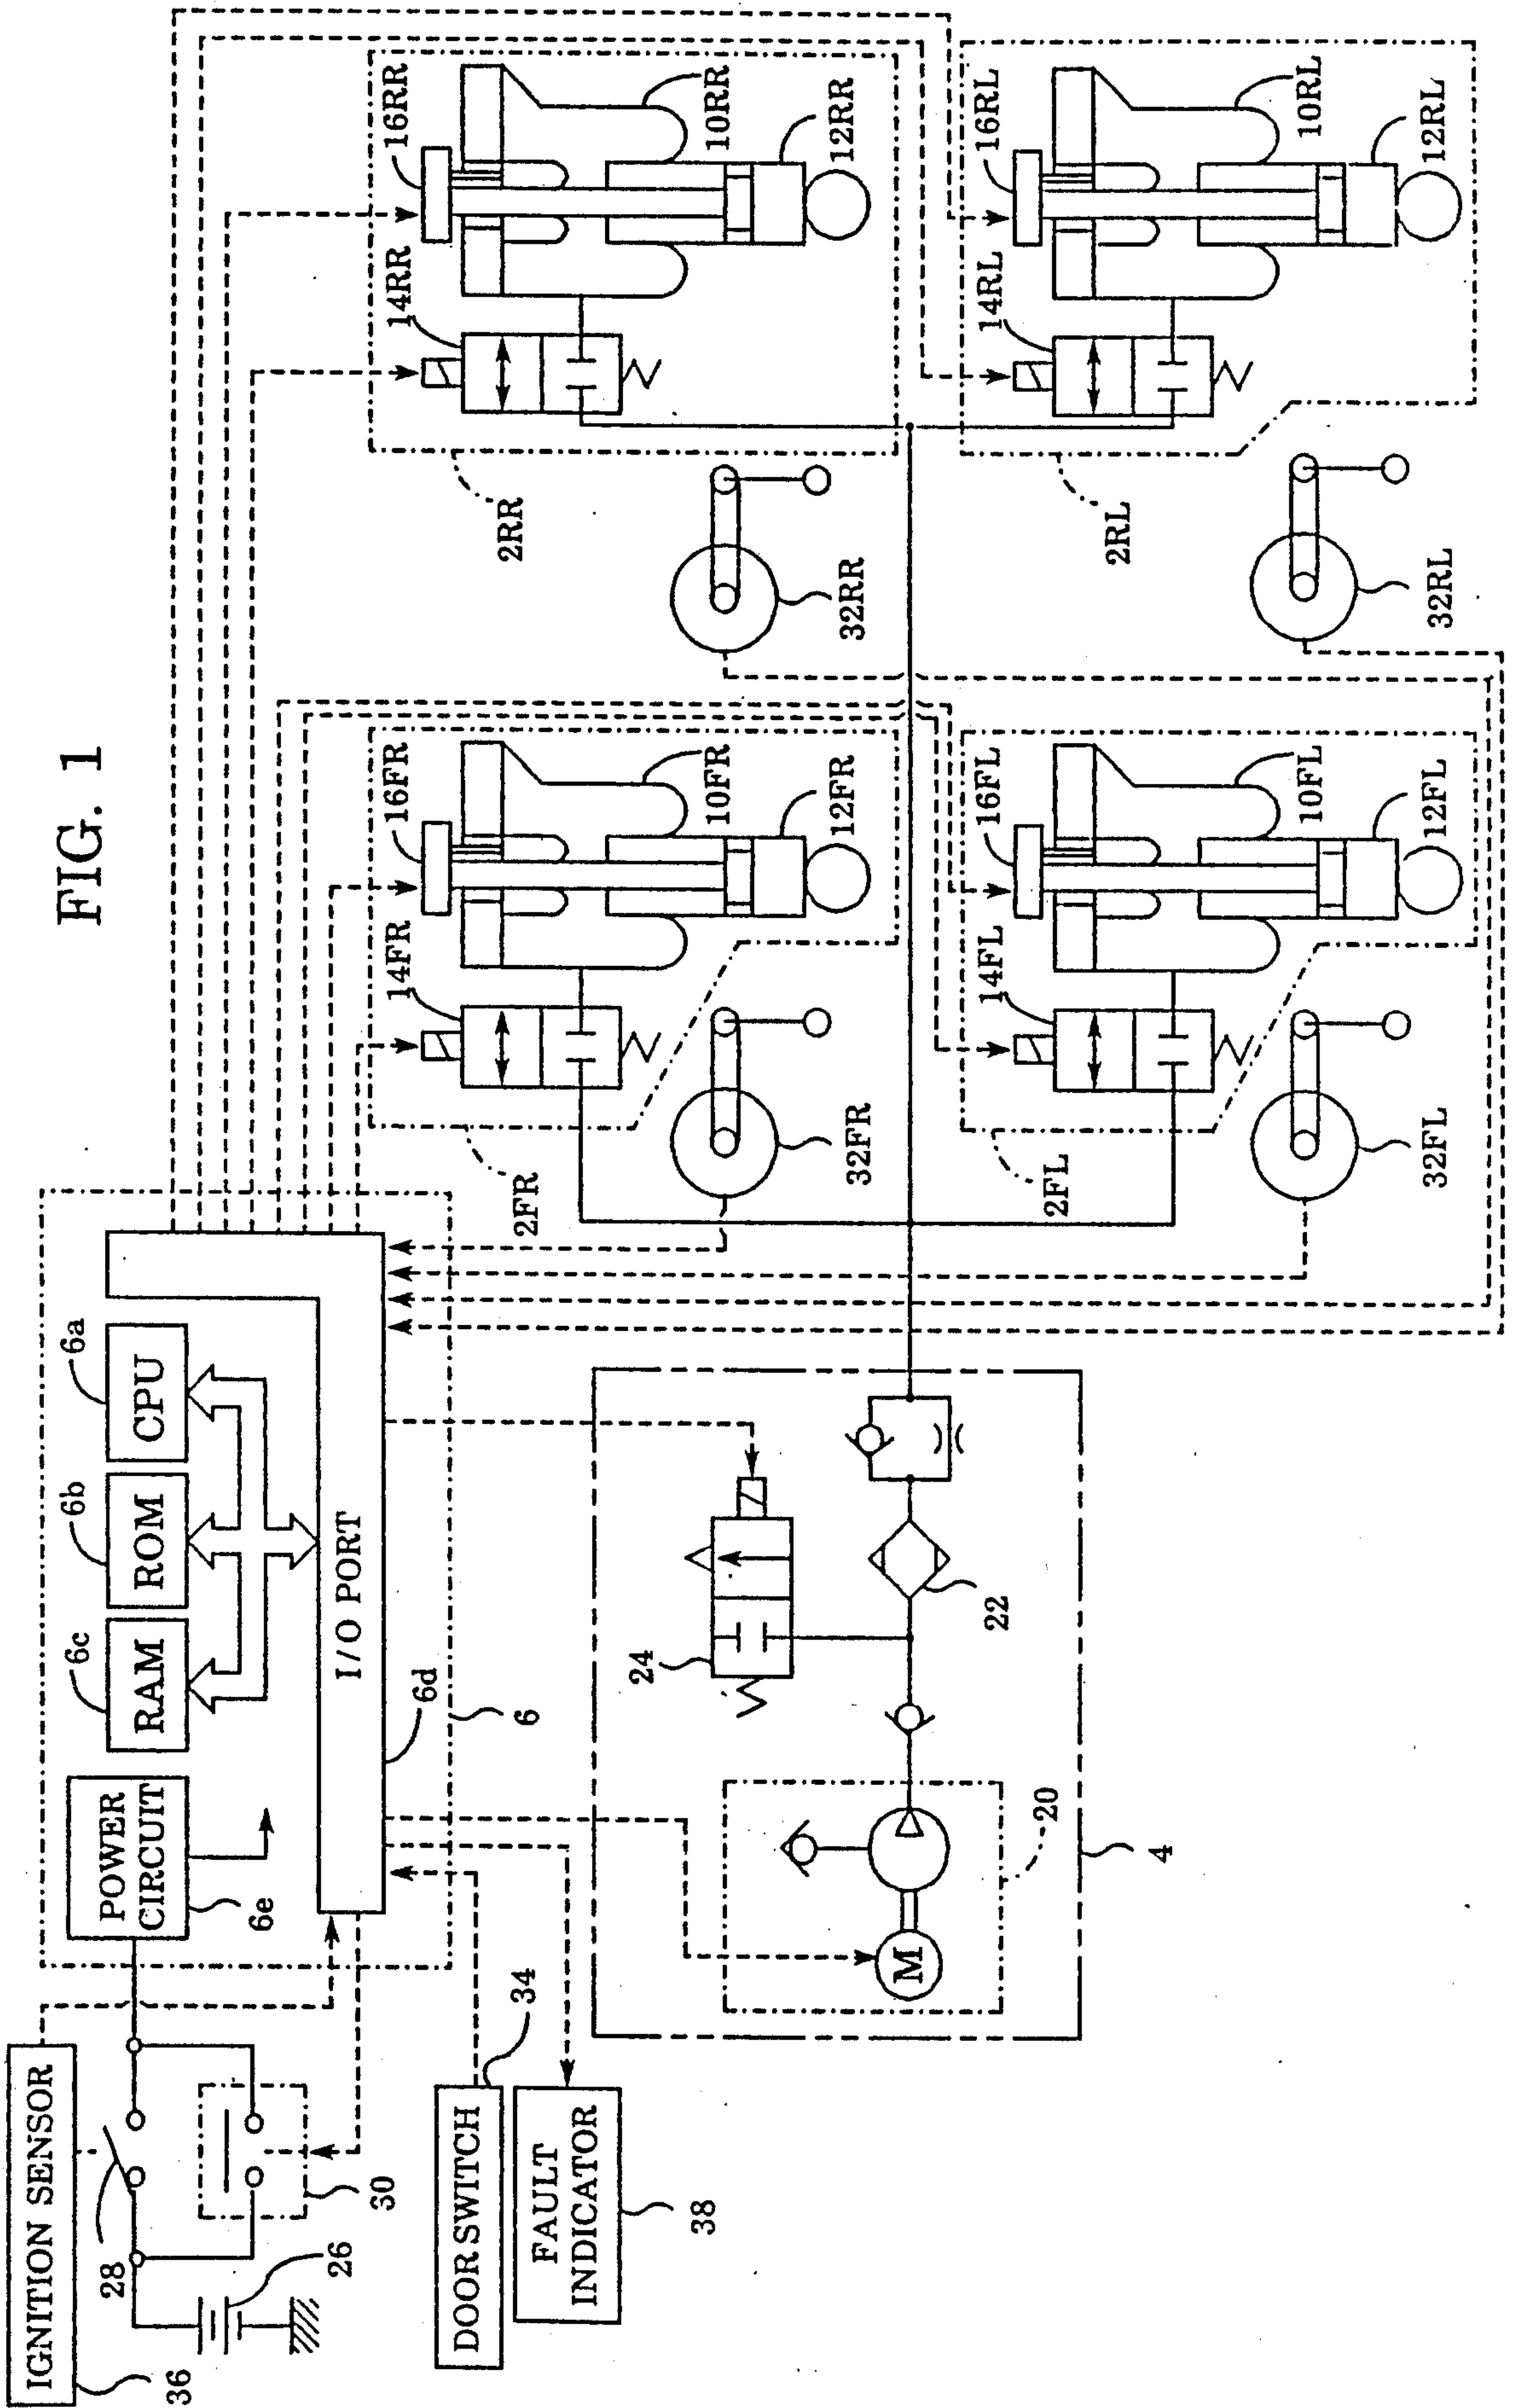 FIG. 1
IGNITION SENSOR
36
28
26
30
POWER
CIRCUIT
6e
RAM
6c
ROM
6b
CPU
6a
I/O PORT
6d
6
DOOR SWITCH
34
FAULT
INDICATOR
38
M
20
4
24
22
2FR
14FR
16FR
10FR
12FR
32FR
2RR
14RR
16RR
10RR
12RR
32RR
2FL
14FL
16FL
10FL
12FL
32FL
2RL
14RL
16RL
10RL
12RL
32RL